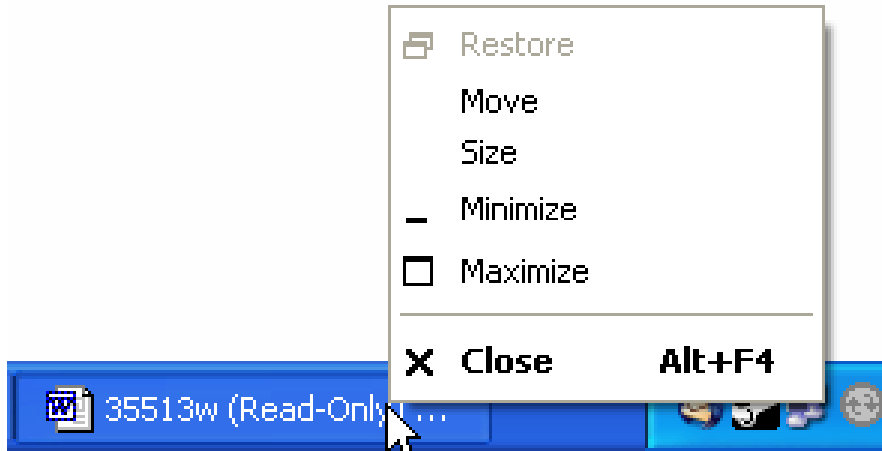 Restore
Move
Size
Minimize
Maximize
Close Alt+F4
35513w (Read-Only ...